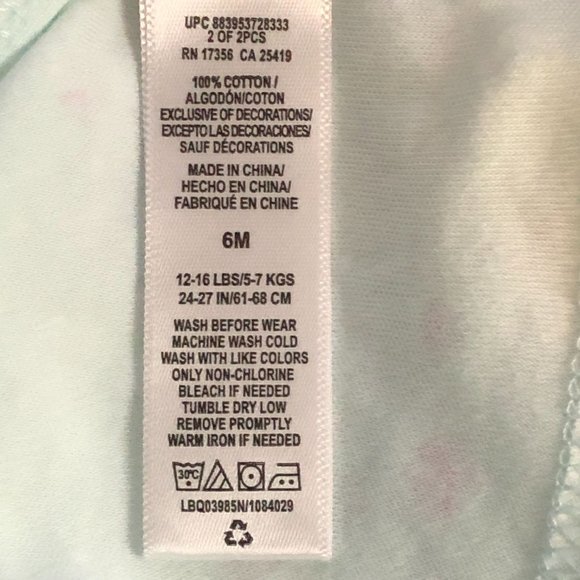 UPC 883953728333
2 OF 2PCS
RN 17356 CA 25419
100% COTTON /
ALGODÓN/COTON
EXCLUSIVE OF DECORATIONS/
EXCEPTO LAS DECORACIONES/
SAUF DÉCORATIONS
MADE IN CHINA/
HECHO EN CHINA/
FABRIQUÉ EN CHINE
6M
12-16 LBS/5-7 KGS
24-27 IN/61-68 CM
WASH BEFORE WEAR
MACHINE WASH COLD
WASH WITH LIKE COLORS
ONLY NON-CHLORINE
BLEACH IF NEEDED
TUMBLE DRY LOW
REMOVE PROMPTLY
WARM IRON IF NEEDED
30°C
LBQ03985N/1084029